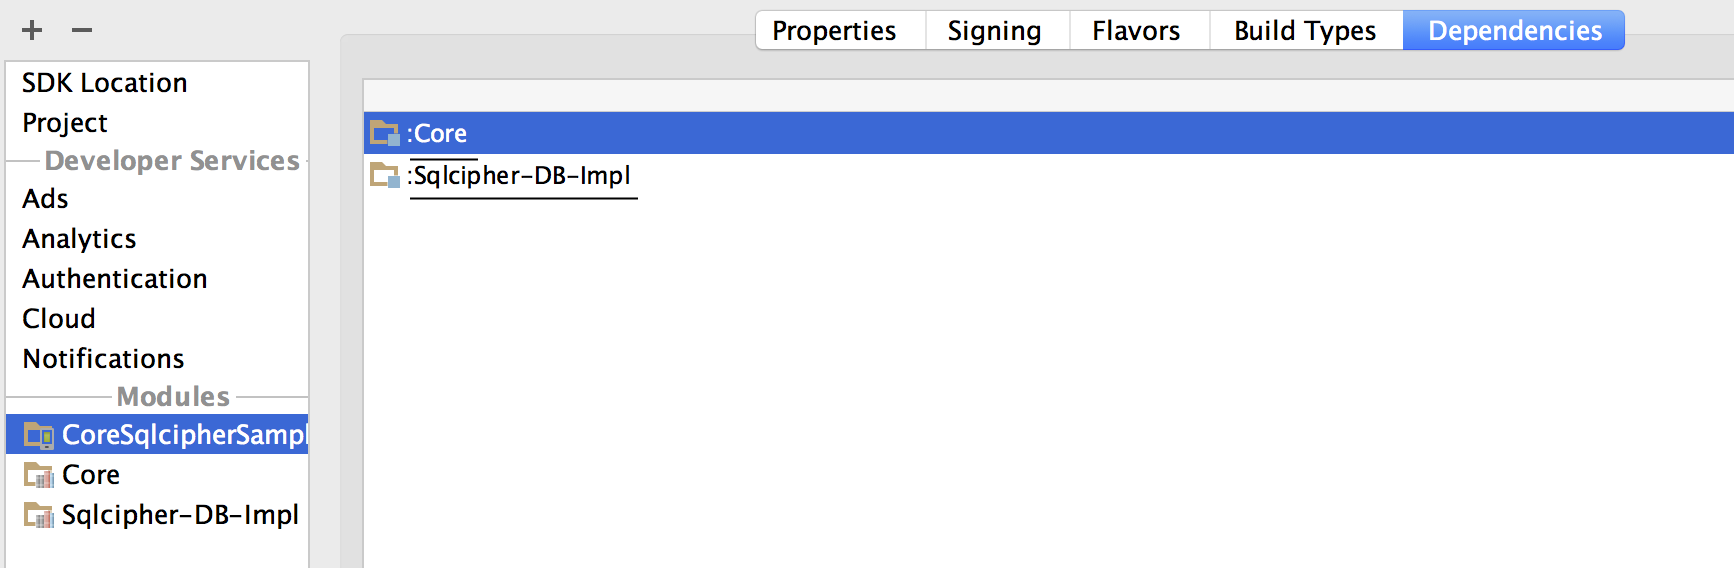 Properties
Signing
Flavors
Build Types
Dependencies
SDK Location
Project
Developer Services
Ads
Analytics
Authentication
Cloud
Notifications
Modules
CoreSqlcipherSampl
Core
Sqlcipher-DB-Impl
:Core
:Sqlcipher-DB-Impl